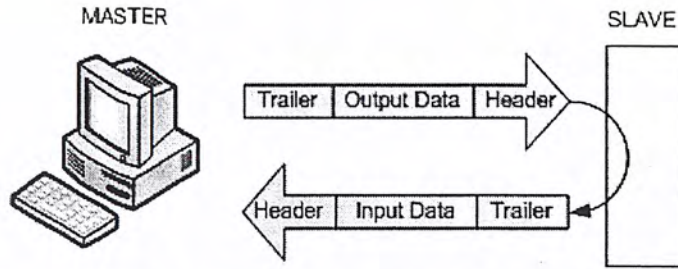 MASTER
SLAVE
Trailer Output Data Header
Header Input Data Trailer